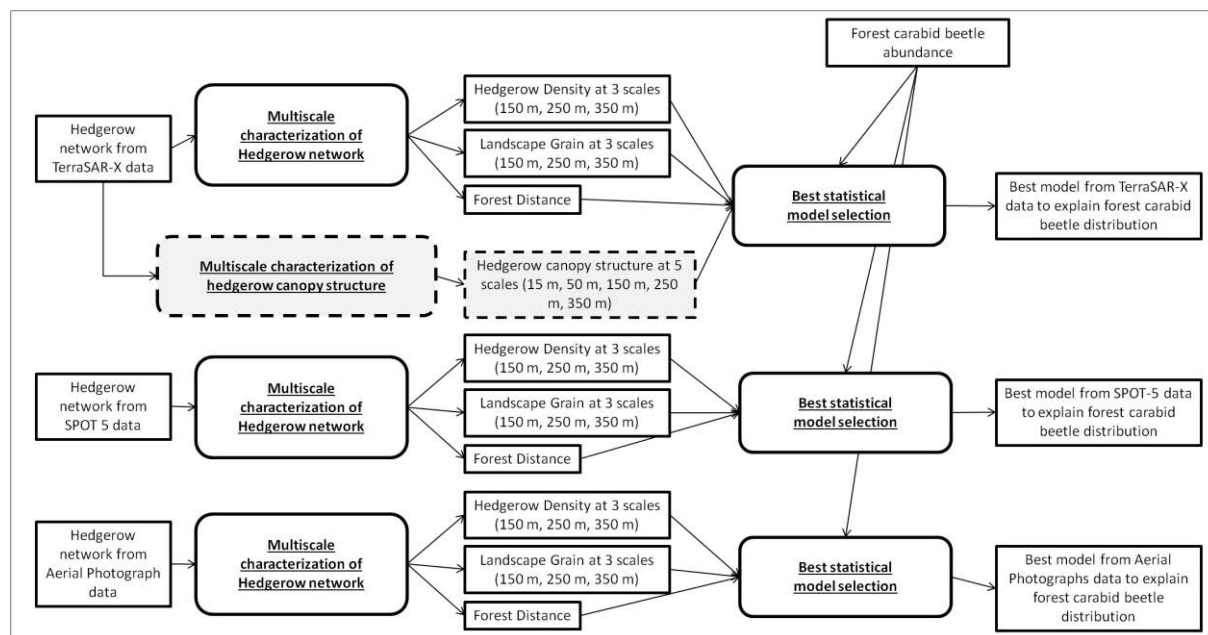 Forest carabid beetle
abundance
Hedgerow
network from
TerraSAR-X data
Multiscale
characterization of
Hedgerow network
Hedgerow Density at 3 scales
(150 m, 250 m, 350 m)
Landscape Grain at 3 scales
(150 m, 250 m, 350 m)
Forest Distance
Best statistical
model selection
Best model from TerraSAR-X
data to explain forest carabid
beetle distribution
Multiscale characterization of
hedgerow canopy structure
Hedgerow canopy structure at 5
scales (15 m, 50 m, 150 m, 250
m, 350 m)
Hedgerow
network from
SPOT 5 data
Multiscale
characterization of
Hedgerow network
Hedgerow Density at 3 scales
(150 m, 250 m, 350 m)
Landscape Grain at 3 scales
(150 m, 250 m, 350 m)
Forest Distance
Best statistical
model selection
Best model from SPOT-5 data
to explain forest carabid
beetle distribution
Hedgerow
network from
Aerial Photograph
data
Multiscale
characterization of
Hedgerow network
Hedgerow Density at 3 scales
(150 m, 250 m, 350 m)
Landscape Grain at 3 scales
(150 m, 250 m, 350 m)
Forest Distance
Best statistical
model selection
Best model from Aerial
Photographs data to explain
forest carabid beetle
distribution